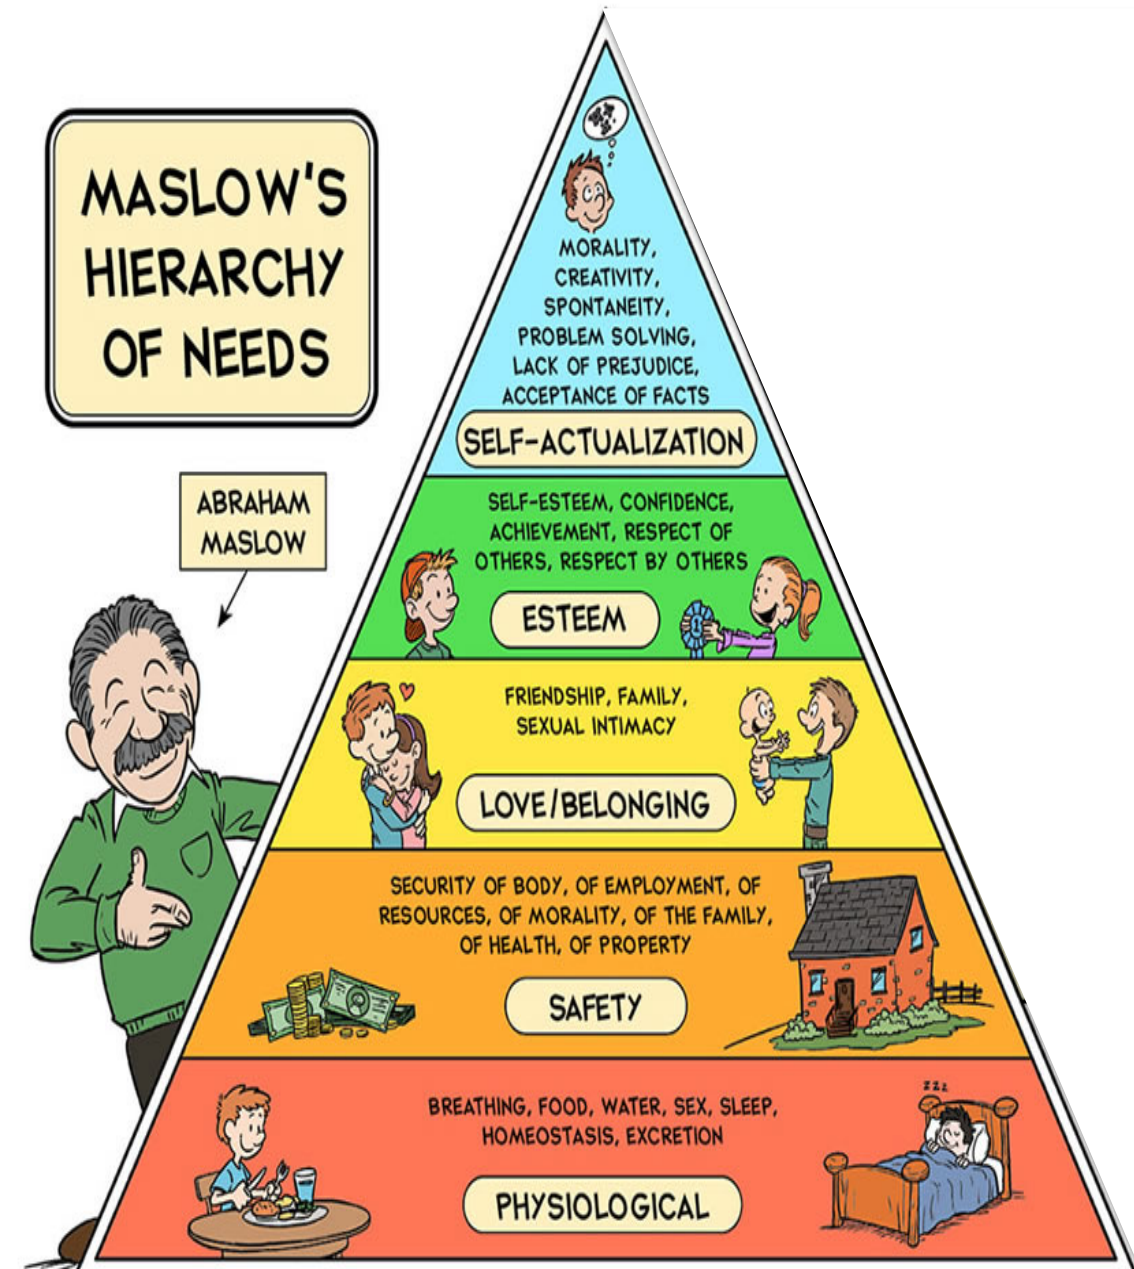 MASLOW'S
HIERARCHY
OF NEEDS
ABRAHAM
MASLOW
MORALITY,
CREATIVITY,
SPONTANEITY,
PROBLEM SOLVING,
LACK OF PREJUDICE,
ACCEPTANCE OF FACTS
SELF-ACTUALIZATION
SELF-ESTEEM, CONFIDENCE,
ACHIEVEMENT, RESPECT OF
OTHERS, RESPECT BY OTHERS
ESTEEM
1
FRIENDSHIP, FAMILY,
SEXUAL INTIMACY
LOVE/BELONGING
SECURITY OF BODY, OF EMPLOYMENT, OF
RESOURCES, OF MORALITY, OF THE FAMILY,
OF HEALTH, OF PROPERTY
SAFETY
zzz
BREATHING, FOOD, WATER, SEX, SLEEP,
HOMEOSTASIS, EXCRETION
PHYSIOLOGICAL